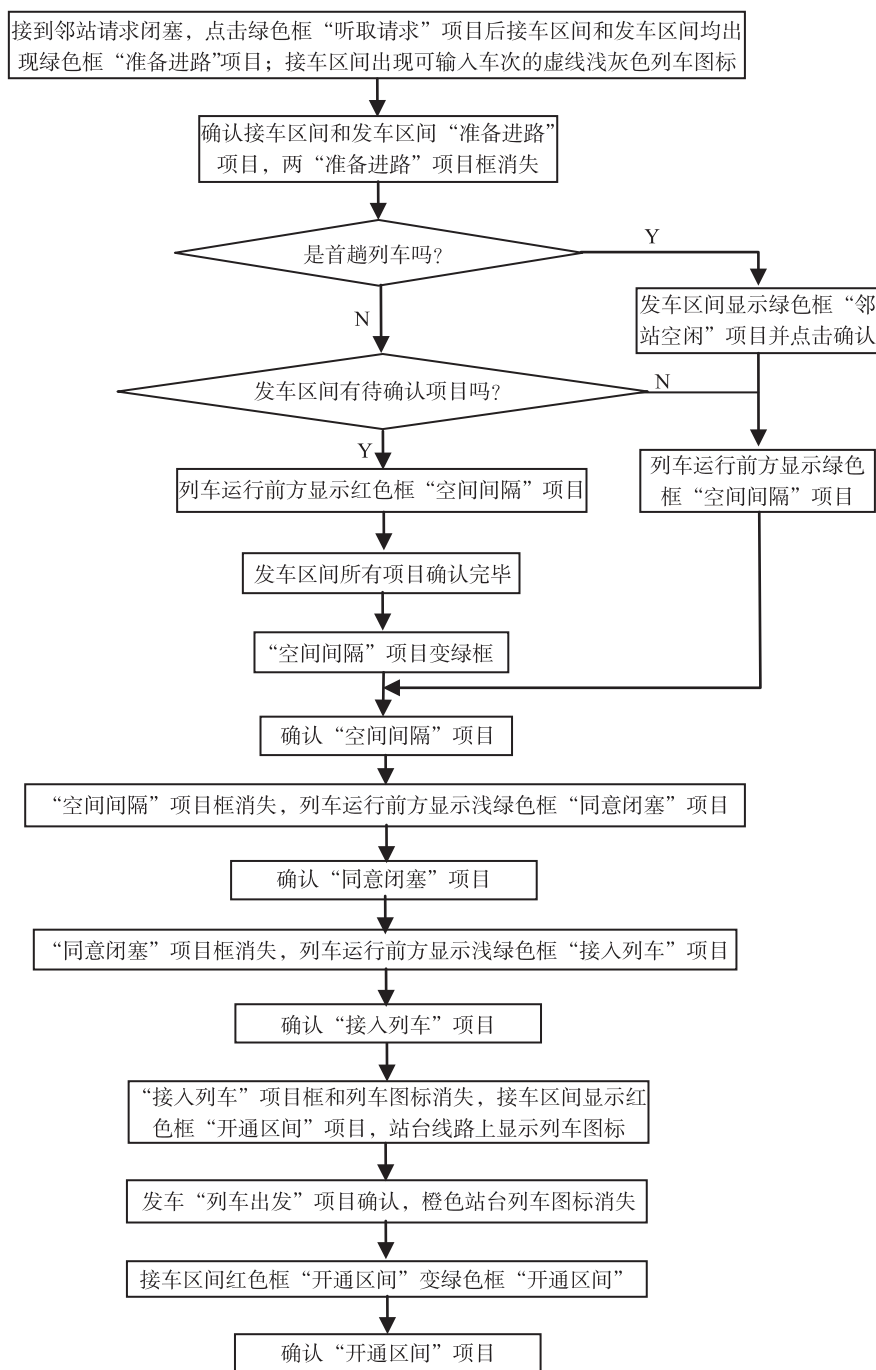 接到邻站请求闭塞，点击绿色框“听取请求”项目后接车区间和发车区间均出
现绿色框“准备进路”项目；接车区间出现可输入车次的虚线浅灰色列车图标
确认接车区间和发车区间“准备进路”
项目，两“准备进路”项目框消失
是首趟列车吗？
Y
N
发车区间显示绿色框“邻
站空闲”项目并点击确认
发车区间有待确认项目吗？
N
Y
列车运行前方显示红色框“空间间隔”项目
列车运行前方显示绿色
框“空间间隔”项目
发车区间所有项目确认完毕
“空间间隔”项目变绿框
确认“空间间隔”项目
“空间间隔”项目框消失，列车运行前方显示浅绿色框“同意闭塞”项目
确认“同意闭塞”项目
“同意闭塞”项目框消失，列车运行前方显示浅绿色框“接入列车”项目
确认“接入列车”项目
“接入列车”项目框和列车图标消失，接车区间显示红
色框“开通区间”项目，站台线路上显示列车图标
发车“列车出发”项目确认，橙色站台列车图标消失
接车区间红色框“开通区间”变绿色框“开通区间”
确认“开通区间”项目